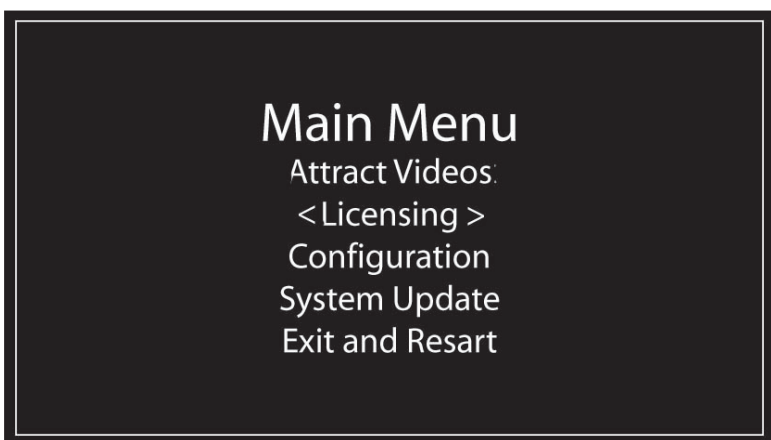 Main Menu
Attract Videos:
< Licensing >
Configuration
System Update
Exit and Resart